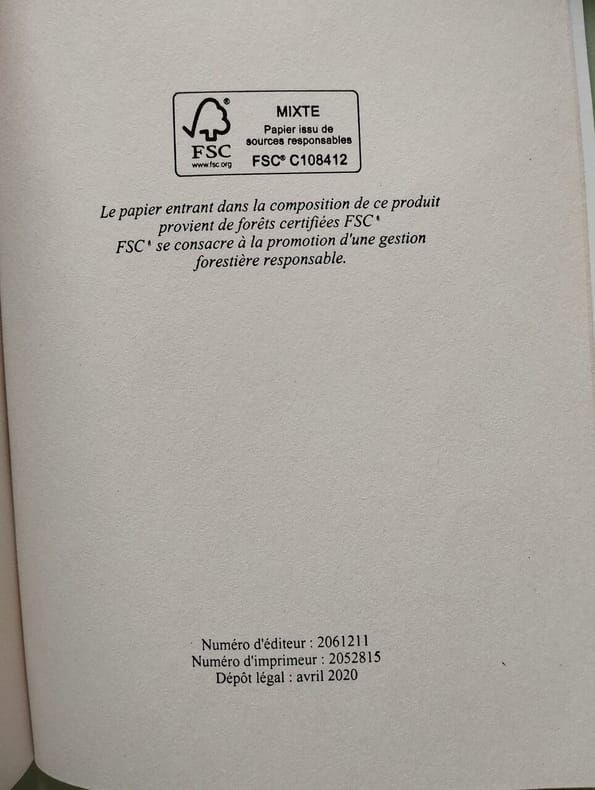 MIXTE
Papier issu de
sources responsables
FSC® C108412
®
FSC
www.fsc.org
Le papier entrant dans la composition de ce produit
provient de forêts certifiées FSC®
FSC® se consacre à la promotion d'une gestion
forestière responsable.
Numéro d'éditeur : 2061211
Numéro d'imprimeur : 2052815
Dépôt légal : avril 2020